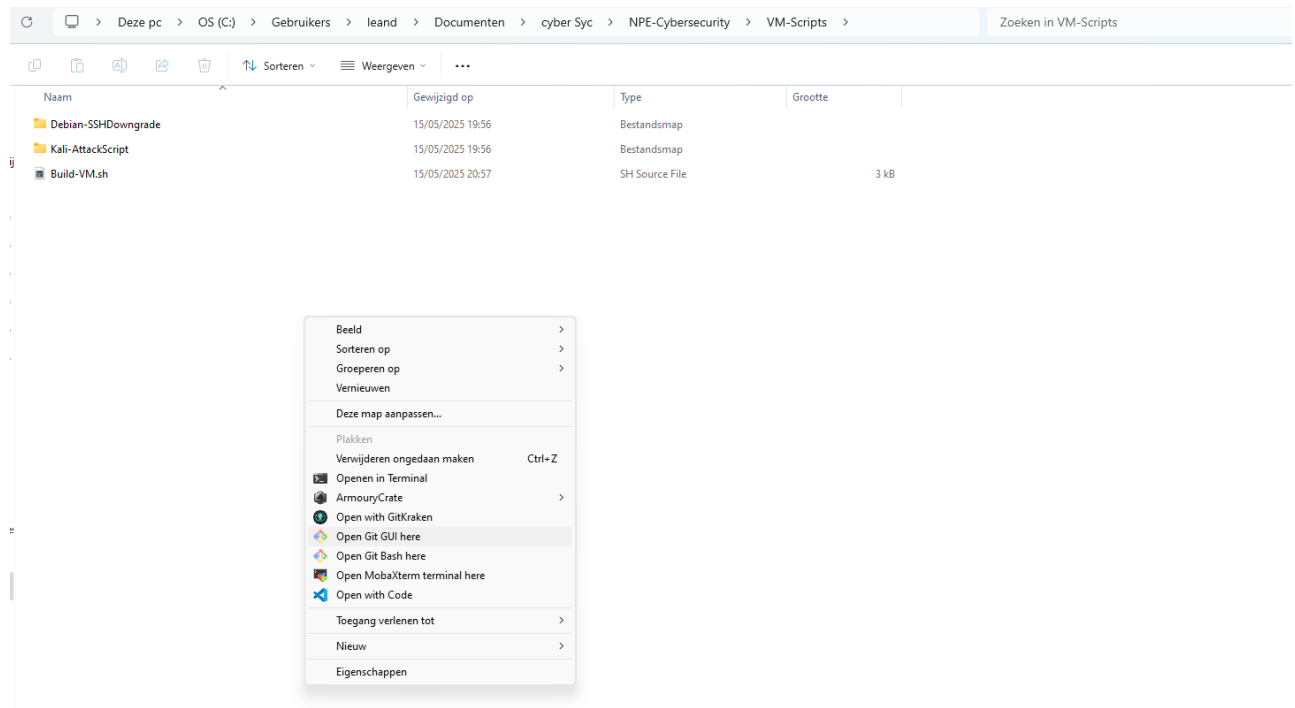 Deze pc > OS (C:) > Gebruikers > leand > Documenten > cyber Syc > NPE-Cybersecurity > VM-Scripts > Zoeken in VM-Scripts
Sorteren Weergeven ...
Naam Gewijzigd op Type Grootte
Debian-SSHDowngrade 15/05/2025 19:56 Bestandsmap
Kali-AttackScript 15/05/2025 19:56 Bestandsmap
Build-VM.sh 15/05/2025 20:57 SH Source File 3 kB
Beeld
Sorteren op
Groeperen op
Vernieuwen
Deze map aanpassen...
Plakken
Verwijderen ongedaan maken Ctrl+Z
Openen in Terminal
ArmouryCrate
Open with GitKraken
Open Git GUI here
Open Git Bash here
Open MobaXterm terminal here
Open with Code
Toegang verlenen tot
Nieuw
Eigenschappen